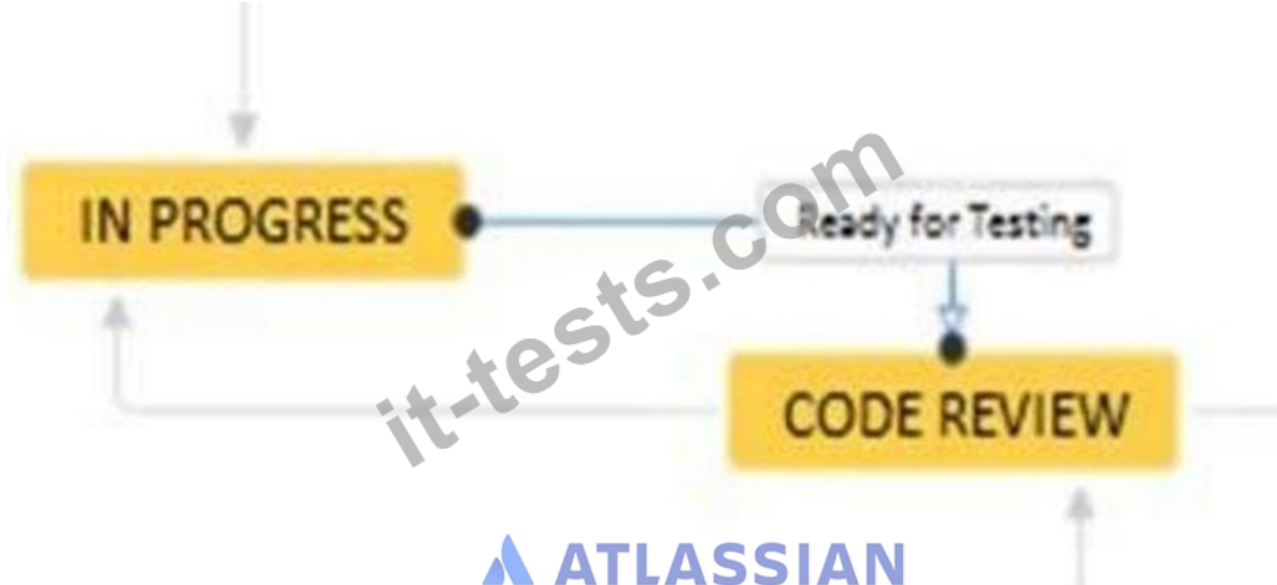 IN PROGRESS
Ready for Testing
it-tests.com
CODE REVIEW
ATLASSIAN